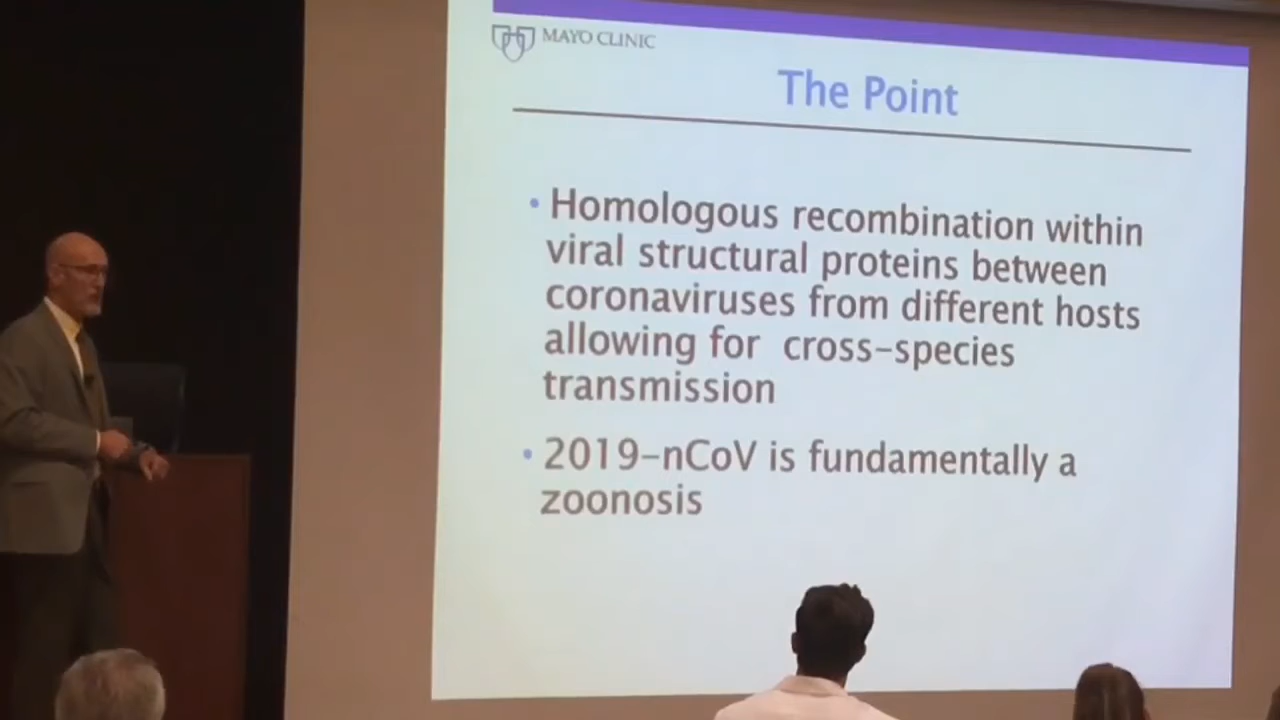 MAYO CLINIC
The Point
• Homologous recombination within
viral structural proteins between
coronaviruses from different hosts
allowing for cross-species
transmission
• 2019-nCoV is fundamentally a
zoonosis